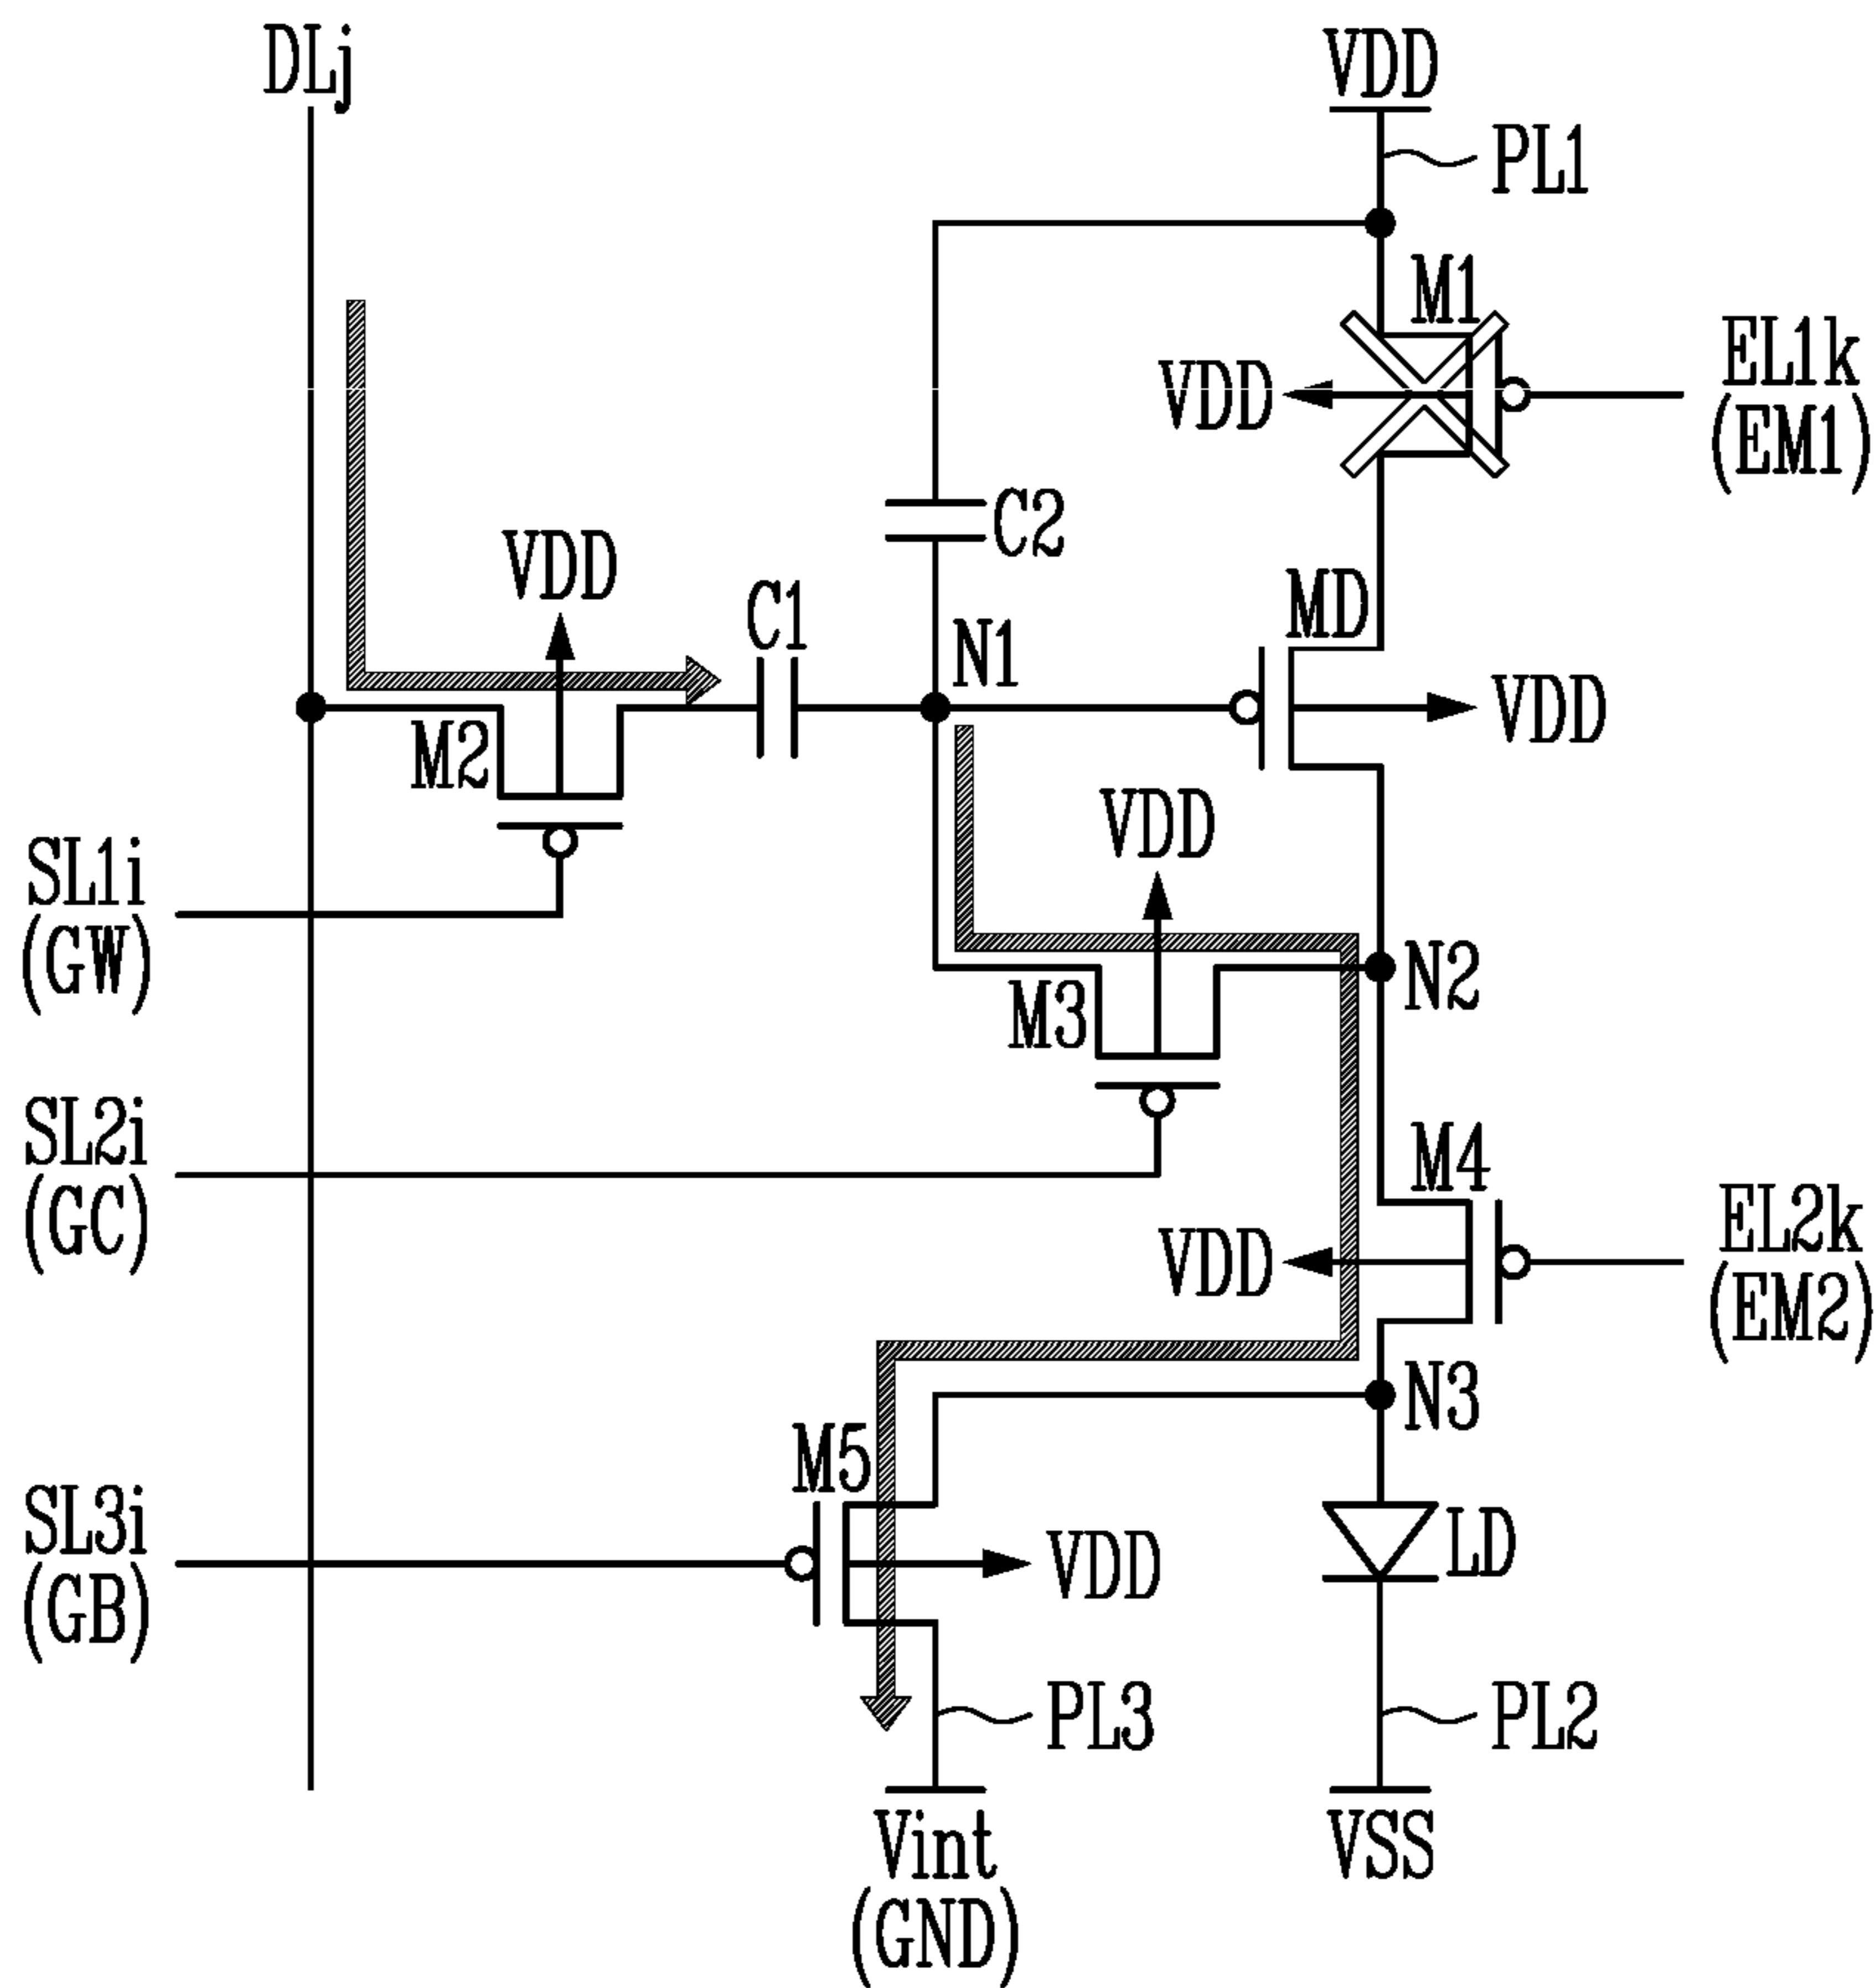 DLj
VDD
PL1
M1
VDD
EL1k
(EM1)
C2
VDD
C1
N1
MD
VDD
M2
VDD
SL1i
(GW)
M3
N2
SL2i
(GC)
M4
VDD
EL2k
(EM2)
N3
M5
SL3i
(GB)
VDD
LD
PL3
PL2
Vint
(GND)
VSS